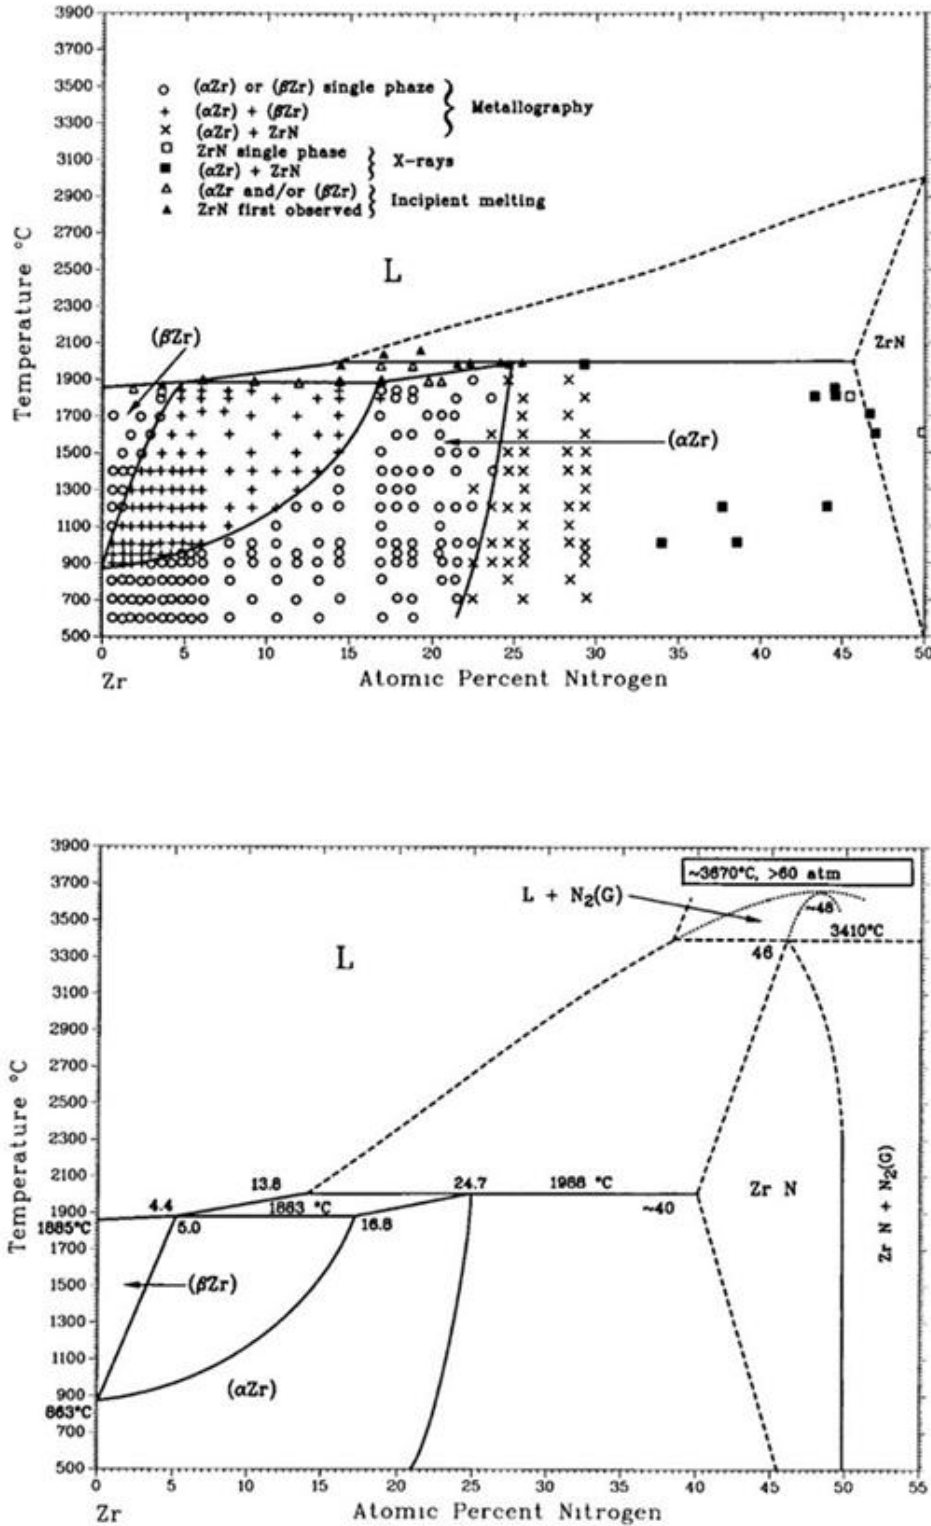 3900
3700
3500
3300
3100
2900
2700
2500
2300
2100
1900
1700
1500
1300
1100
900
700
500
Temperature °C
(αZr) or (βZr) single phaze
(αZr) + (βZr)
(αZr) + ZrN
Metallography
ZrN single phase
(αZr) + ZrN
X-rays
(αZr and/or (βZr)
ZrN first observed
Incipient melting
L
(βZr)
ZrN
(αZr)
0 5 10 15 20 25 30 35 40 45 50
Zr
Atomic Percent Nitrogen
3900
3700
3500
3300
3100
2900
2700
2500
2300
2100
1900
1885°C
1700
1500
1300
1100
900
863°C
700
500
Temperature °C
~3670°C, >60 atm
L + N₂(G)
~48
3410°C
46
L
13.8
24.7
1988 °C
Zr N
4.4
1883 °C
~40
5.0
16.8
(βZr)
(αZr)
Zr N + N₂(G)
0 5 10 15 20 25 30 35 40 45 50 55
Zr
Atomic Percent Nitrogen